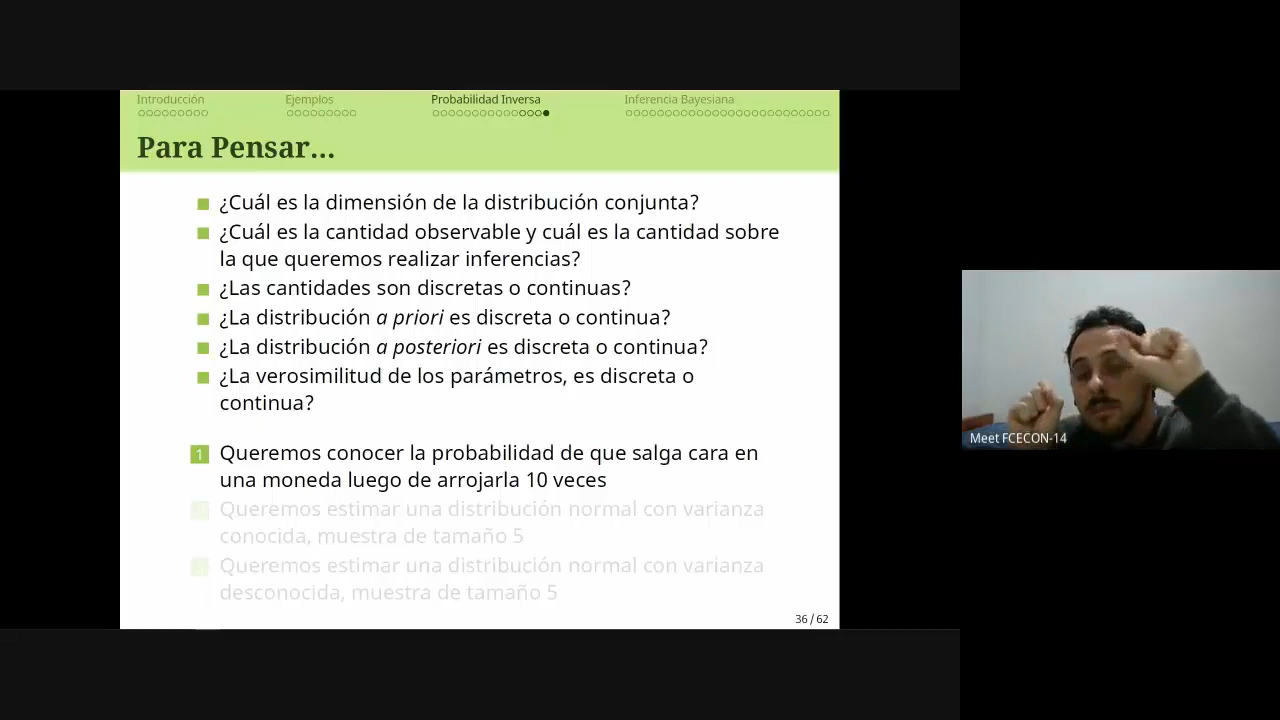 Introducción Ejemplos Probabilidad Inversa Inferencia Bayesiana
Para Pensar...
¿Cuál es la dimensión de la distribución conjunta?
¿Cuál es la cantidad observable y cuál es la cantidad sobre
la que queremos realizar inferencias?
¿Las cantidades son discretas o continuas?
¿La distribución a priori es discreta o continua?
¿La distribución a posteriori es discreta o continua?
¿La verosimilitud de los parámetros, es discreta o
continua?
1 Queremos conocer la probabilidad de que salga cara en
una moneda luego de arrojarla 10 veces
Queremos estimar una distribución normal con varianza
conocida, muestra de tamaño 5
Queremos estimar una distribución normal con varianza
desconocida, muestra de tamaño 5
36 / 62
Meet FCECON-14